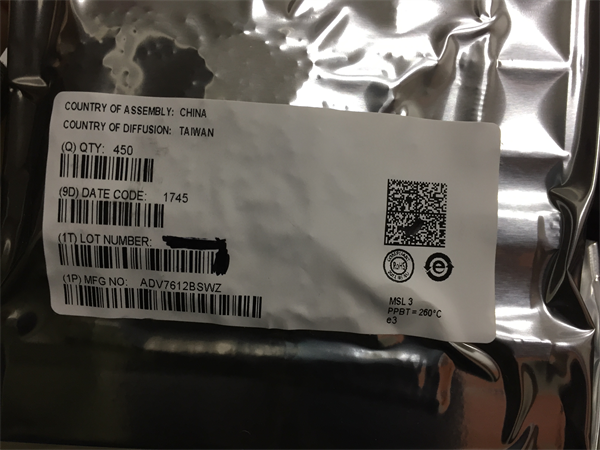 COUNTRY OF ASSEMBLY: CHINA
COUNTRY OF DIFFUSION: TAIWAN
(Q) QTY: 450
(9D) DATE CODE: 1745
(1T) LOT NUMBER:
(1P) MFG NO: ADV7612BSWZ
MSL 3
PPBT = 260°C
e3